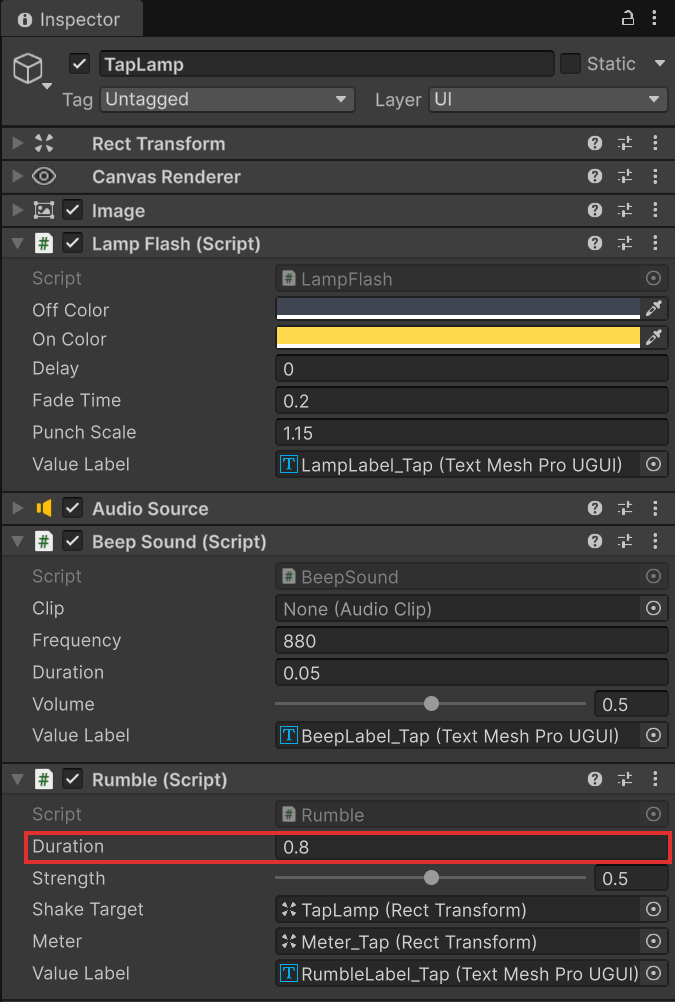 Inspector
TapLamp Static
Tag Untagged Layer UI
Rect Transform
Canvas Renderer
Image
# Lamp Flash (Script)
Script # LampFlash
Off Color
On Color
Delay 0
Fade Time 0.2
Punch Scale 1.15
Value Label T LampLabel_Tap (Text Mesh Pro UGUI)
Audio Source
# Beep Sound (Script)
Script # BeepSound
Clip None (Audio Clip)
Frequency 880
Duration 0.05
Volume 0.5
Value Label T BeepLabel_Tap (Text Mesh Pro UGUI)
# Rumble (Script)
Script # Rumble
Duration 0.8
Strength 0.5
Shake Target TapLamp (Rect Transform)
Meter Meter_Tap (Rect Transform)
Value Label T RumbleLabel_Tap (Text Mesh Pro UGUI)